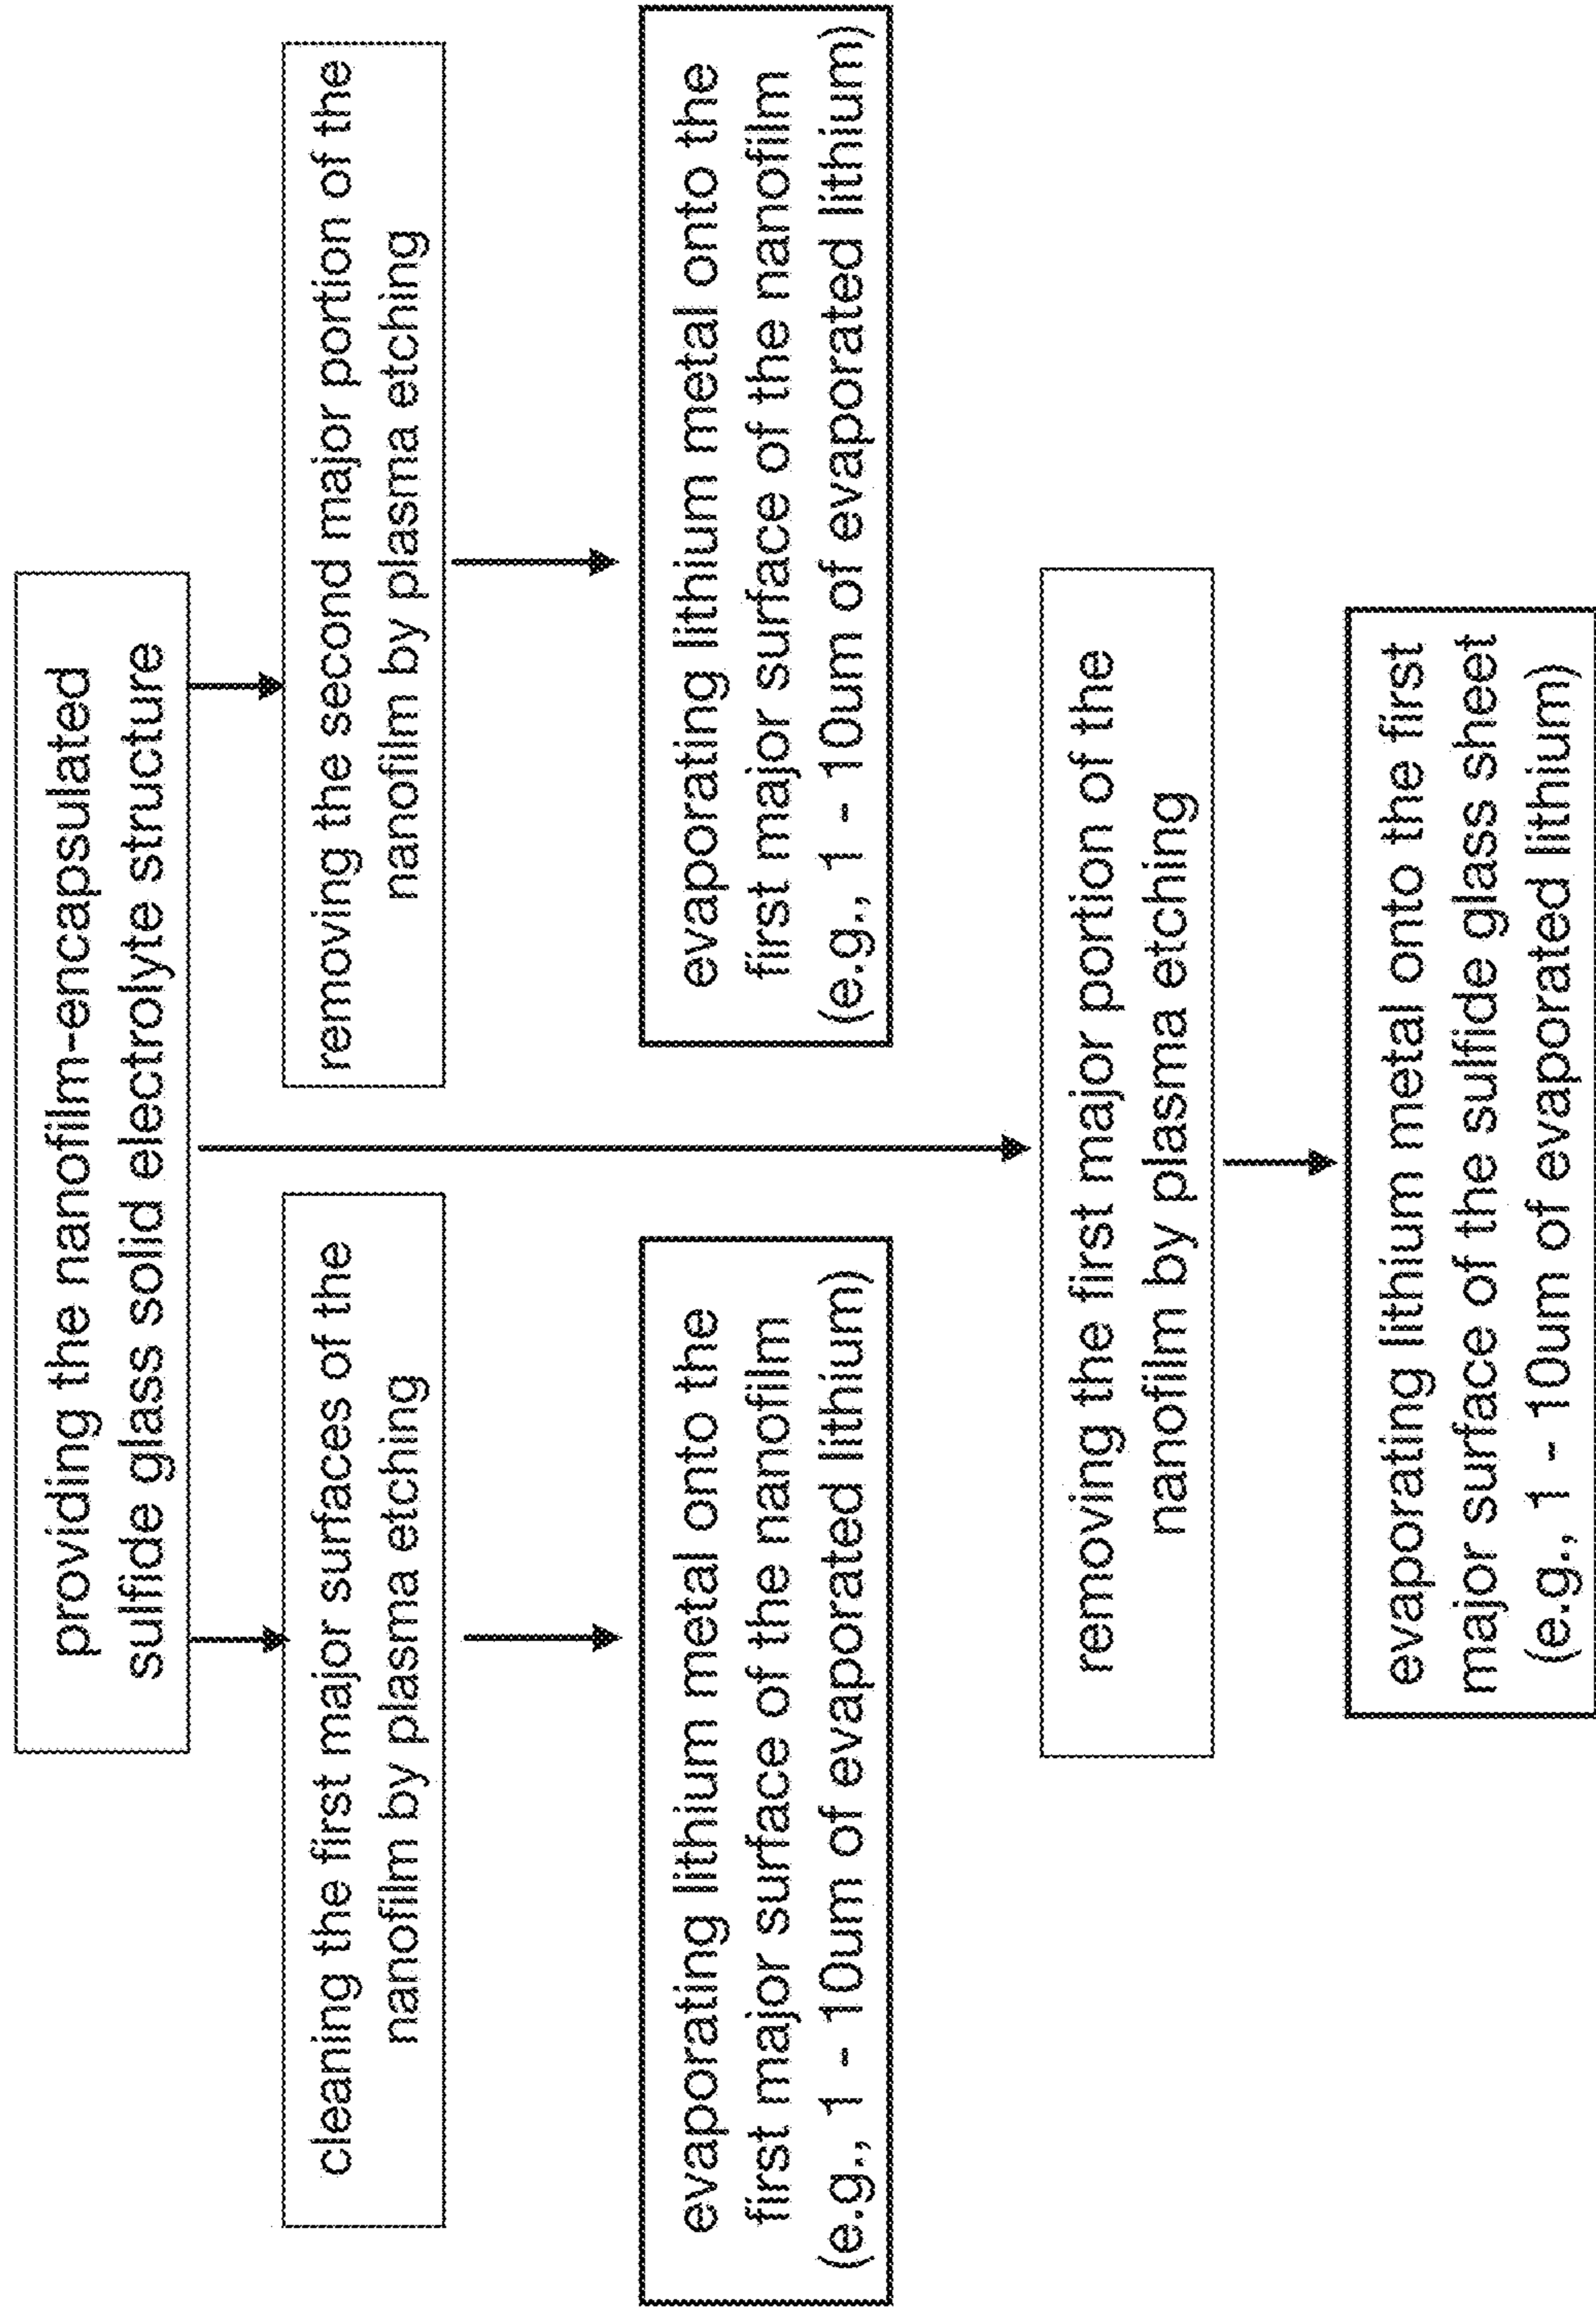 providing the nanofilm-encapsulated
sulfide glass solid electrolyte structure
cleaning the first major surfaces of the
nanofilm by plasma etching
removing the second major portion of the
nanofilm by plasma etching
evaporating lithium metal onto the
first major surface of the nanofilm
(e.g., 1 - 10um of evaporated lithium)
evaporating lithium metal onto the
first major surface of the nanofilm
(e.g., 1 - 10um of evaporated lithium)
removing the first major portion of the
nanofilm by plasma etching
evaporating lithium metal onto the first
major surface of the sulfide glass sheet
(e.g., 1 - 10um of evaporated lithium)